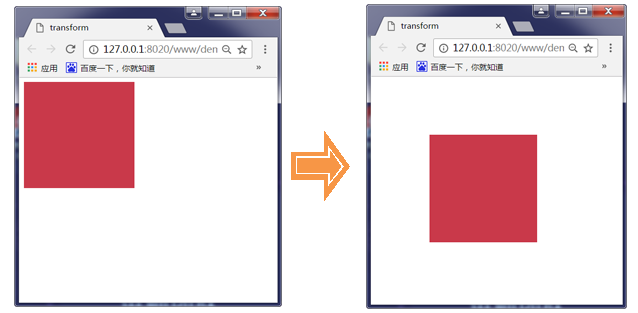 transform
127.0.0.1:8020/www/den
应用 百度一下，你就知道 »
transform
127.0.0.1:8020/www/den
应用 百度一下，你就知道 »